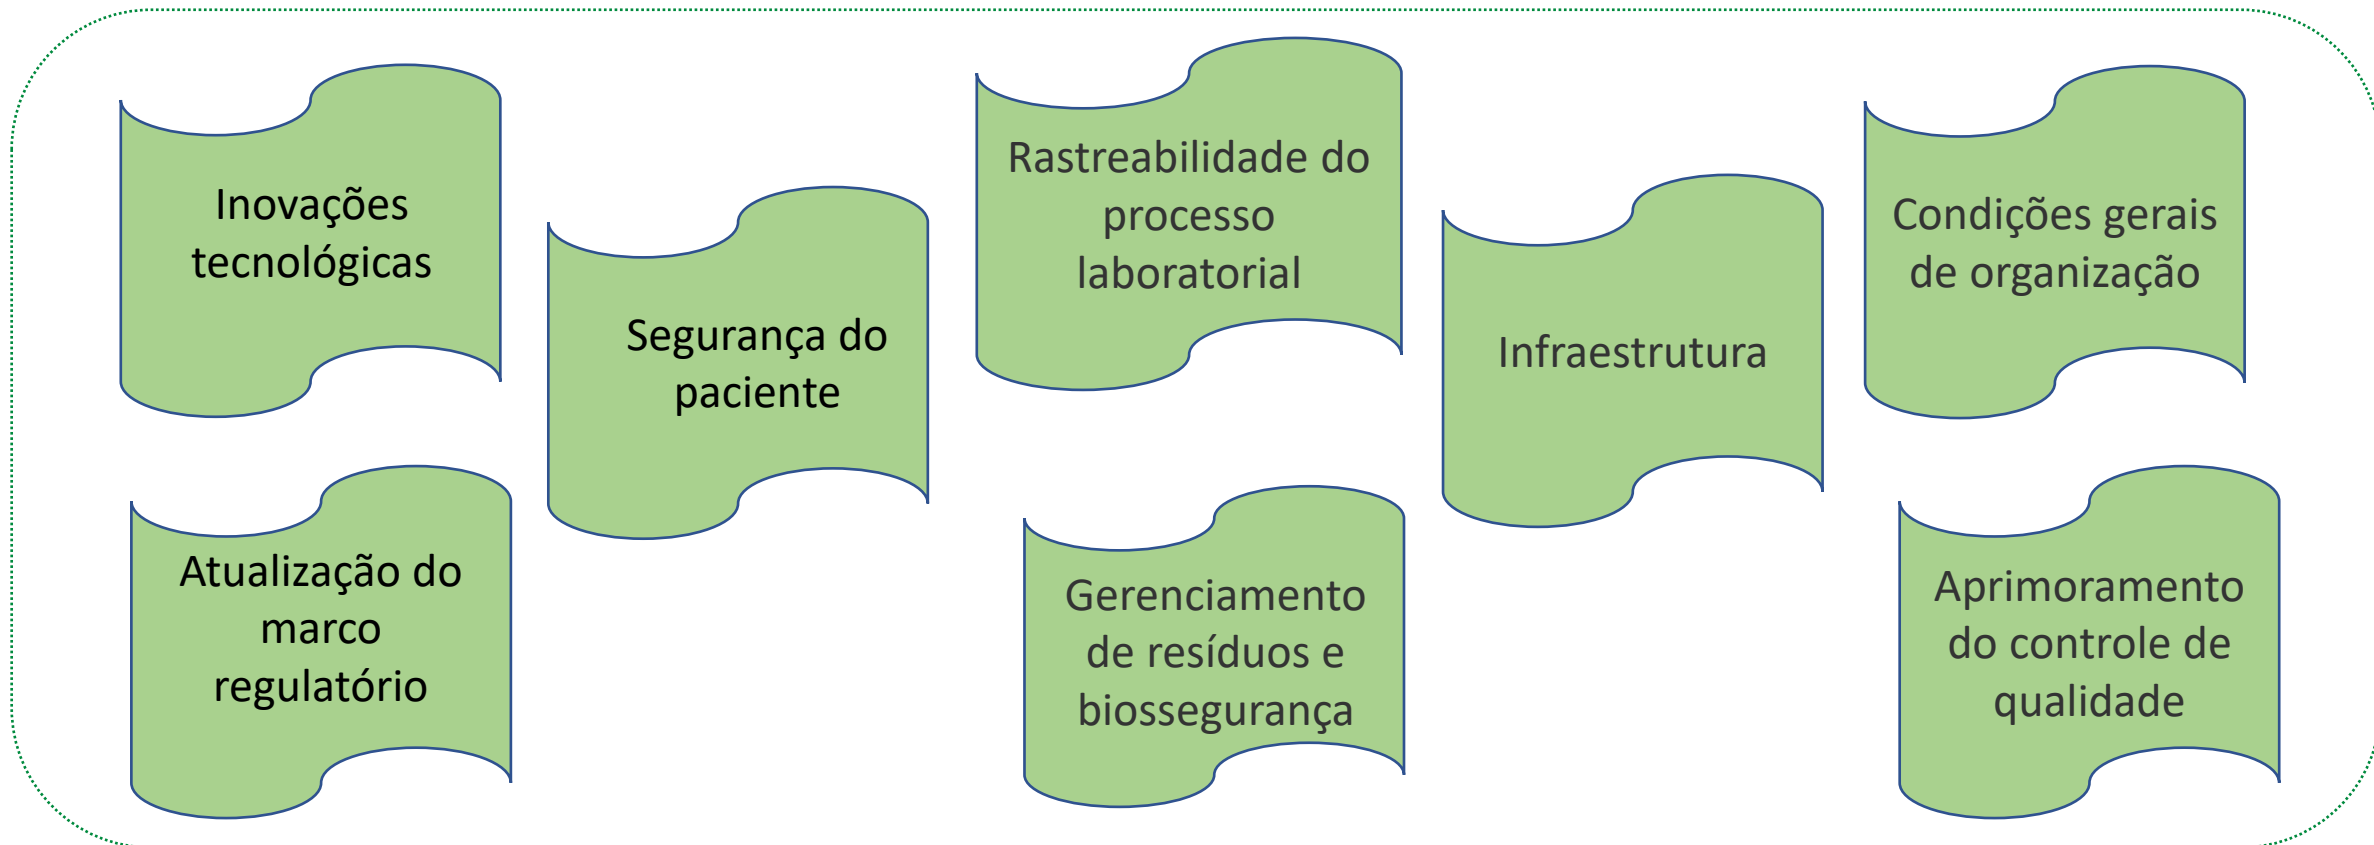 Inovações
tecnológicas
Segurança do
paciente
Rastreabilidade do
processo
laboratorial
Infraestrutura
Condições gerais
de organização
Atualização do
marco
regulatório
Gerenciamento
de resíduos e
biossegurança
Aprimoramento
do controle de
qualidade